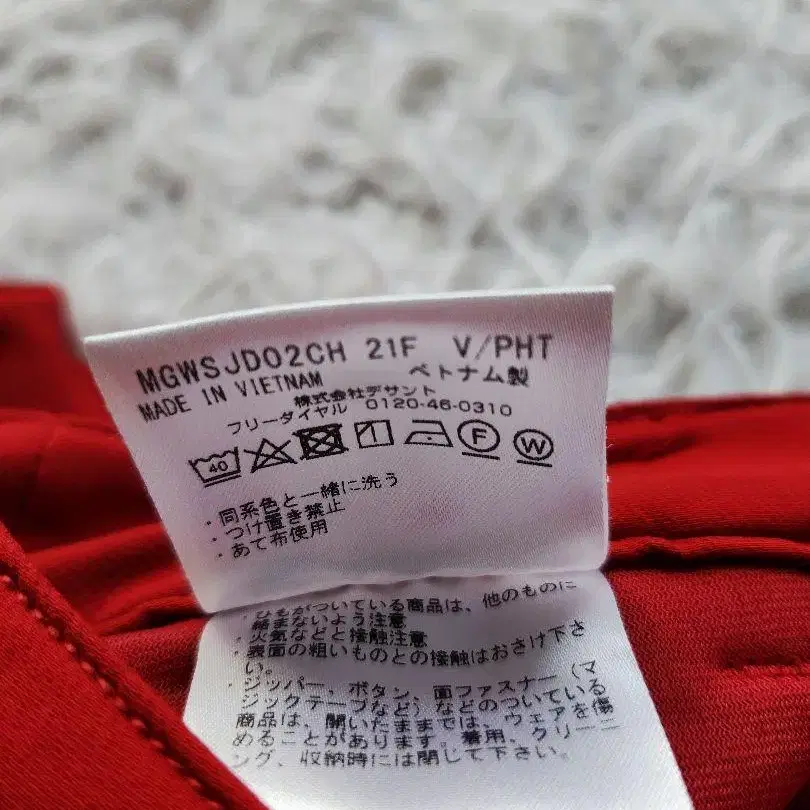 MGWSJD02CH 21F V/PHT
MADE IN VIETNAM ベトナム製
株式会社デサント
フリーダイヤル 0120-46-0310
40 F W
・同系色と一緒に洗う
・つけ置き禁止
・あて布使用
・ひもがついている商品は、他のものに
絡まないよう注意
・火気などと接触注意
・表面の粗いものとの接触はおさけ下さ
い。
・ジッパー、ボタン、面ファスナー（マ
ジックテープなど）などのついている
商品は、開いたままでは、ウェアを傷
めることがあります。着用、クリーニ
ング、収納時には閉じて下さい。